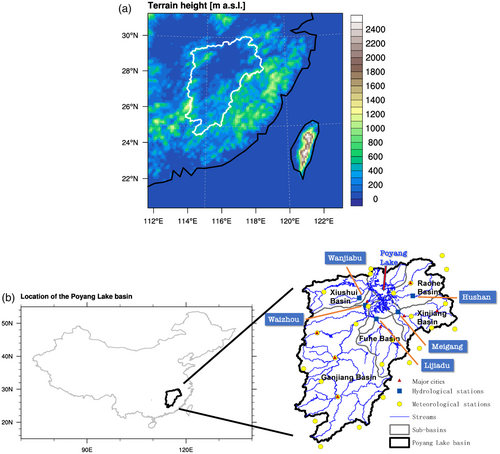 (a)
Terrain height [m a.s.l.]
30°N
28°N
26°N
24°N
22°N
112°E 114°E 116°E 118°E 120°E 122°E
2400
2200
2000
1800
1600
1400
1200
1000
800
600
400
200
0
(b)
Location of the Poyang Lake basin
50N
40N
30N
20N
90E 120E
Wanjiabu
Poyang
Lake
Xiushui
Basin
Raohe
Basin
Hushan
Waizhou
Xinjiang
Basin
Fuhe Basin
Meigang
Lijiadu
Ganjiang Basin
Major cities
Hydrological stations
Meteorological stations
Streams
Sub-basins
Poyang Lake basin